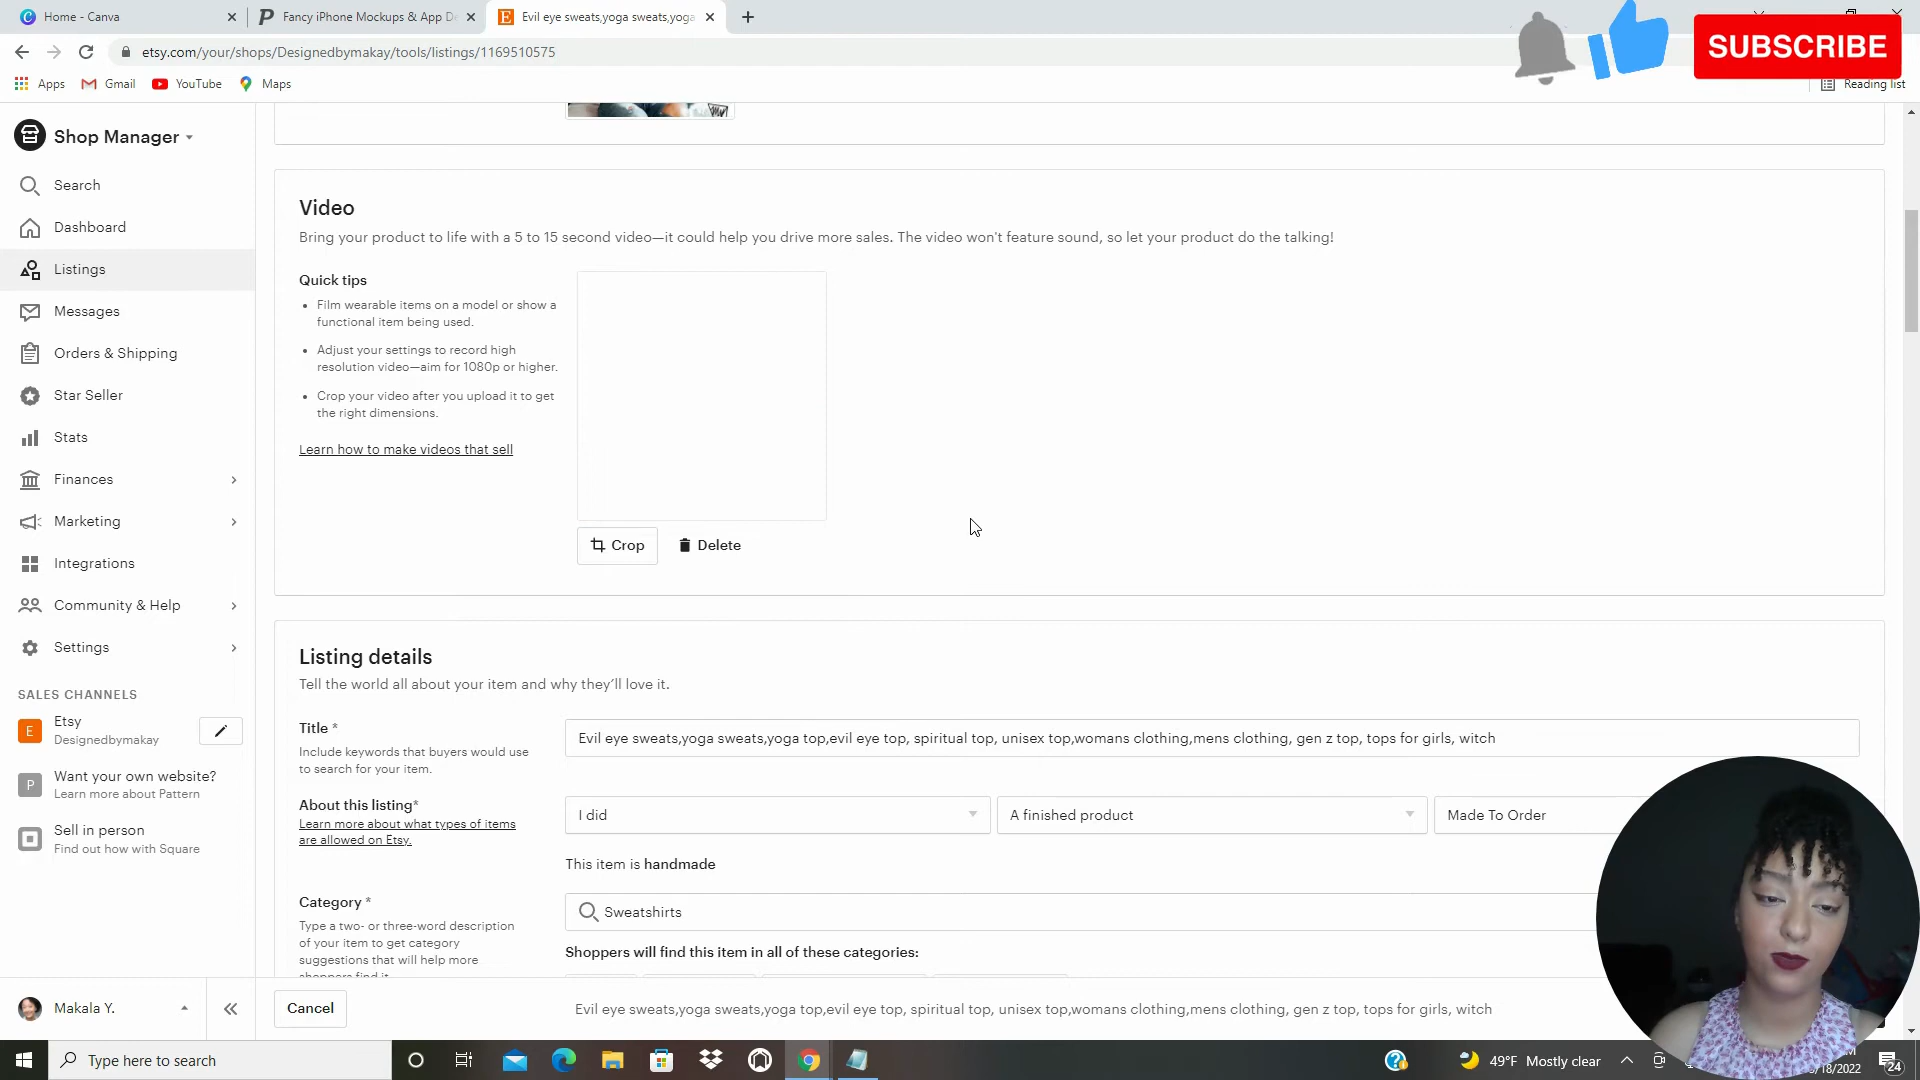 Home - Canva
Fancy iPhone Mockups & App De
Evil eye sweats,yoga sweats,yoga
SUBSCRIBE
etsy.com/your/shops/Designedbymakay/tools/listings/1169510575
Apps
Gmail
YouTube
Maps
Reading list
Shop Manager
Search
Dashboard
Listings
Messages
Orders & Shipping
Star Seller
Stats
Finances
Marketing
Integrations
Community & Help
Settings
SALES CHANNELS
E
Etsy
Designedbymakay
P
Want your own website?
Learn more about Pattern
Sell in person
Find out how with Square
Makala Y.
Video
Bring your product to life with a 5 to 15 second video—it could help you drive more sales. The video won't feature sound, so let your product do the talking!
Quick tips
• Film wearable items on a model or show a
functional item being used.
• Adjust your settings to record high
resolution video—aim for 1080p or higher.
• Crop your video after you upload it to get
the right dimensions.
Learn how to make videos that sell
Crop
Delete
Listing details
Tell the world all about your item and why they'll love it.
Title *
Include keywords that buyers would use
to search for your item.
Evil eye sweats,yoga sweats,yoga top,evil eye top, spiritual top, unisex top,womans clothing,mens clothing, gen z top, tops for girls, witch
About this listing*
Learn more about what types of items
are allowed on Etsy.
I did
A finished product
Made To Order
This item is handmade
Category *
Type a two- or three-word description
of your item to get category
suggestions that will help more
shoppers find it.
Sweatshirts
Shoppers will find this item in all of these categories:
Cancel
Evil eye sweats,yoga sweats,yoga top,evil eye top, spiritual top, unisex top,womans clothing,mens clothing, gen z top, tops for girls, witch
Type here to search
49°F Mostly clear
/18/2022
24